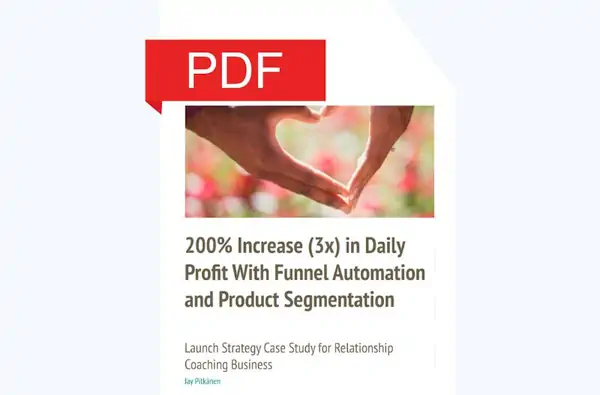 PDF
200% Increase (3x) in Daily
Profit With Funnel Automation
and Product Segmentation
Launch Strategy Case Study for Relationship
Coaching Business
Jay Pitkänen